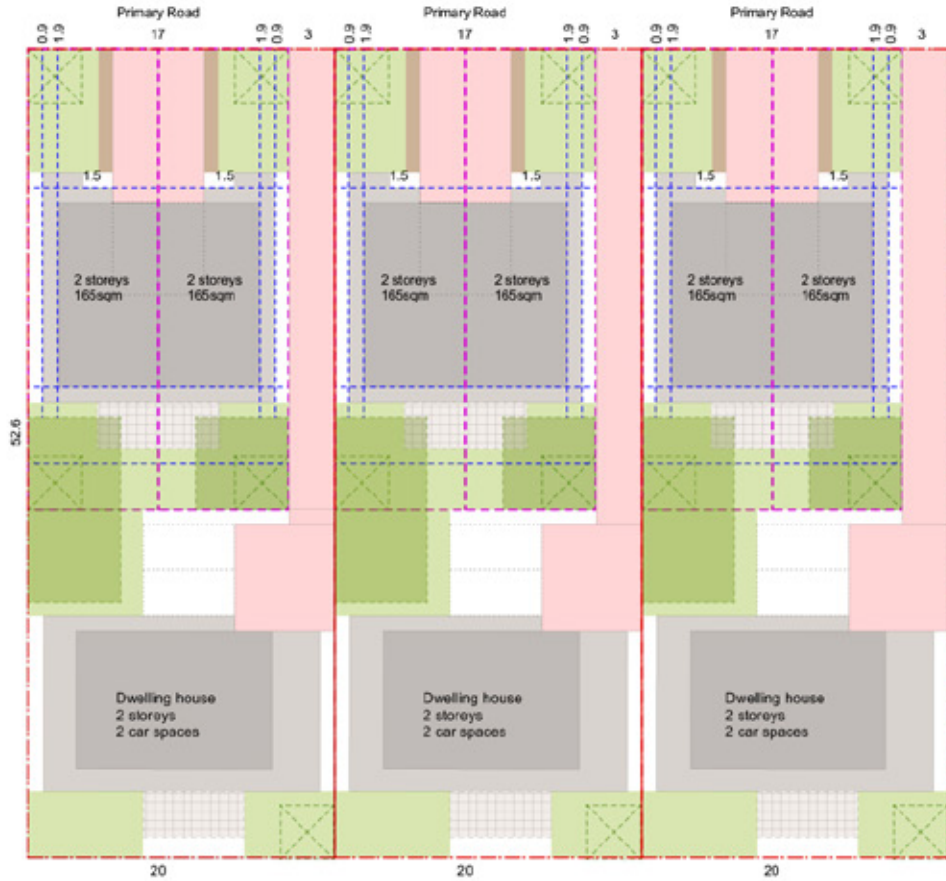 Primary Road Primary Road Primary Road
0.9 1.9 17 1.9 0.9 3 0.9 1.9 17 1.9 0.9 3 0.9 1.9 17 1.9 0.9 3
1.5 1.5 1.5 1.5 1.5 1.5
2 storeys 2 storeys 2 storeys 2 storeys 2 storeys 2 storeys
165sqm 165sqm 165sqm 165sqm 165sqm 165sqm
52.6
Dwelling house Dwelling house Dwelling house
2 storeys 2 storeys 2 storeys
2 car spaces 2 car spaces 2 car spaces
20 20 20